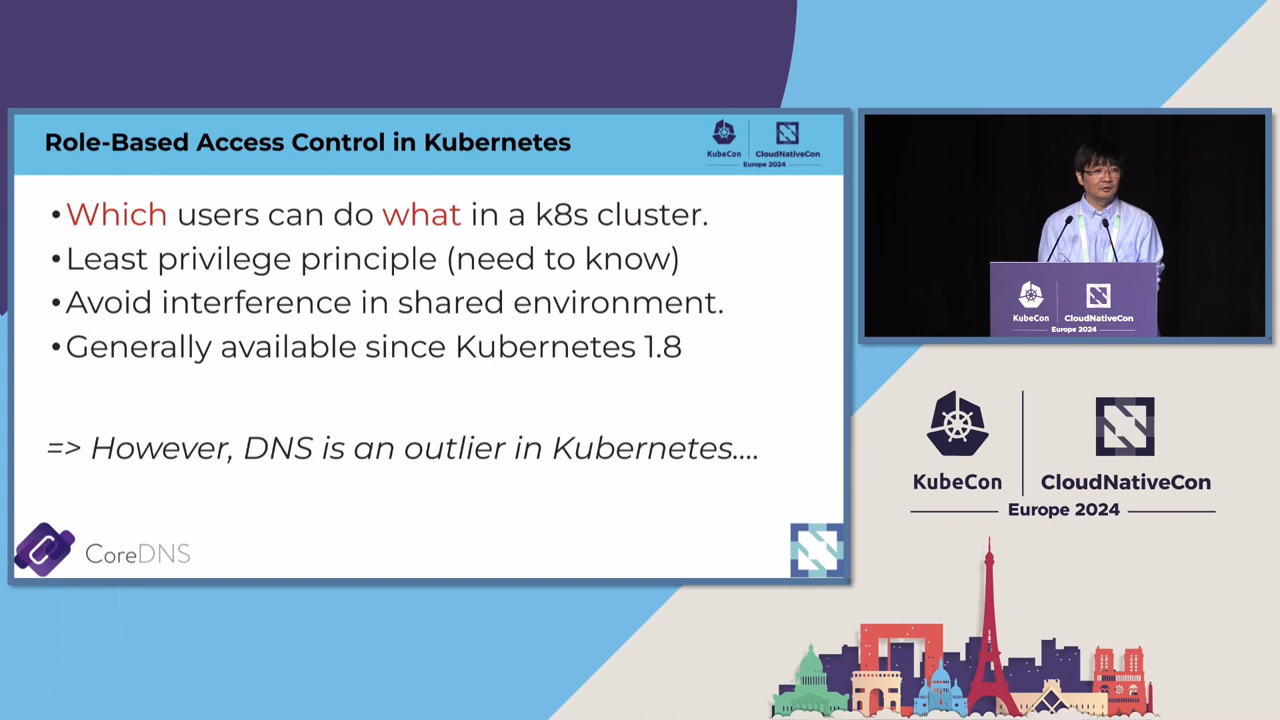 Role-Based Access Control in Kubernetes
KubeCon
CloudNativeCon
Europe 2024
•Which users can do what in a k8s cluster.
•Least privilege principle (need to know)
•Avoid interference in shared environment.
•Generally available since Kubernetes 1.8
=> However, DNS is an outlier in Kubernetes....
CoreDNS
KubeCon
CloudNativeCon
Europe 2024
KubeCon
CloudNativeCon
Europe 2024